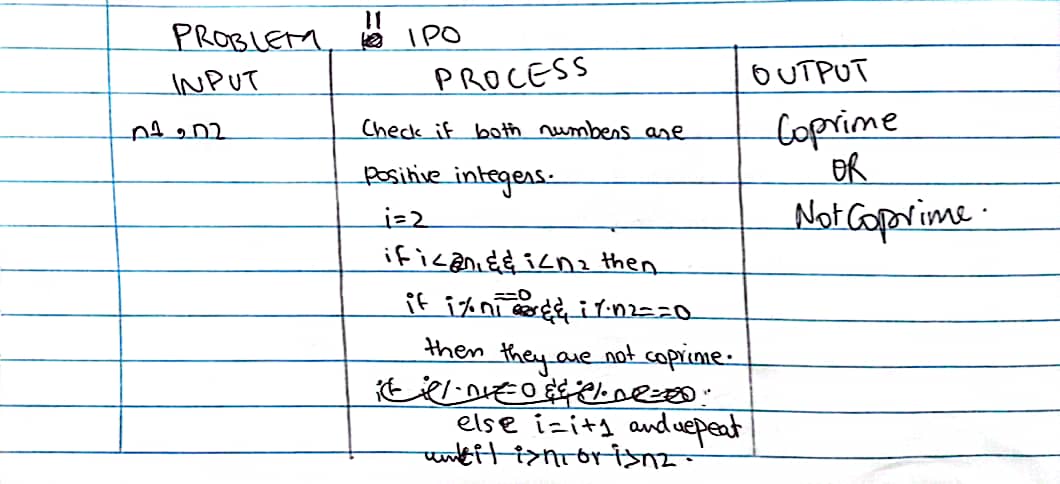 PROBLEM 11 IPO
INPUT PROCESS OUTPUT
n1, n2 Check if both numbers are Coprime
positive integers. OR
i=2 Not Coprime.
if i<n1 && i<n2 then
if i%n1==0 && i%n2==0
then they are not coprime.
else i=i+1 and repeat
until i>n1 or i>n2.